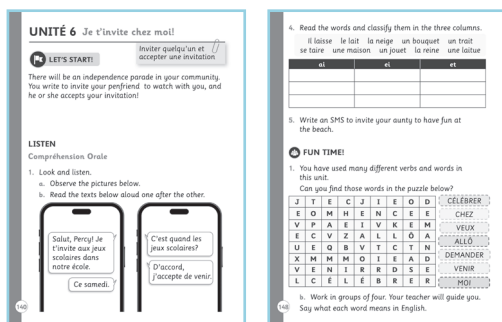 UNITÉ 6 Je t'invite chez moi!
LET'S START!
Inviter quelqu'un et
accepter une invitation
There will be an independence parade in your community.
You write to invite your penfriend to watch with you, and
he or she accepts your invitation!
LISTEN
Compréhension Orale
1. Look and listen.
a. Observe the pictures below.
b. Read the texts below aloud one after the other.
Salut, Percy! Je
t'invite aux jeux
scolaires dans
notre école.
Ce samedi.
C'est quand les
jeux scolaires?
D'accord,
j'accepte de venir.
140
4. Read the words and classify them in the three columns.
Il laisse le lait la neige un bouquet un trait
se taire une maison un jouet la reine une laitue
ai ei et
5. Write an SMS to invite your aunty to have fun at
the beach.
FUN TIME!
1. You have used many different verbs and words in
this unit.
Can you find those words in the puzzle below?
J T E C J I E O D
E O M H E N C E E
V P A E I V K E M
E C V Z A L L Ô A
U E Q B V T C T N
X M M M O I E A D
V E N I R R D S E
L C É L É B R E R
CÉLÉBRER
CHEZ
VEUX
ALLÔ
DEMANDER
VENIR
MOI
b. Work in groups of four. Your teacher will guide you.
Say what each word means in English.
148